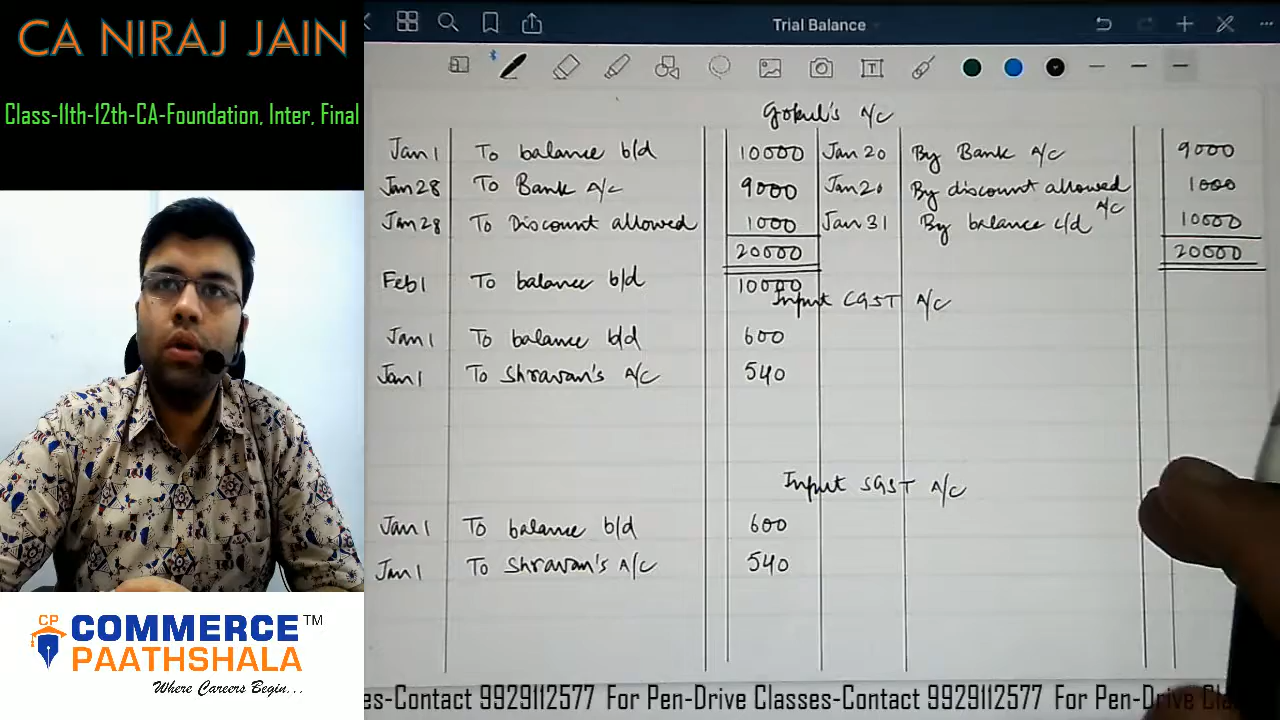 CA NIRAJ JAIN
Class-11th-12th-CA-Foundation, Inter, Final
Trial Balance
Gokul's A/c
Jan 1 To balance b/d 10000 Jan 20 By Bank A/c 9000
Jan 28 To Bank A/c 9000 Jan 20 By discount allowed A/c 1000
Jan 28 To Discount allowed 1000 Jan 31 By balance c/d 10000
20000 20000
Feb 1 To balance b/d 10000
Input CGST A/c
Jan 1 To balance b/d 600
Jan 1 To Shravan's A/c 540
Input SGST A/c
Jan 1 To balance b/d 600
Jan 1 To Shravan's A/c 540
CP
COMMERCE TM
PAATHSHALA
Where Careers Begin...
es-Contact 9929112577 For Pen-Drive Classes-Contact 9929112577 For Pen-Drive Clas